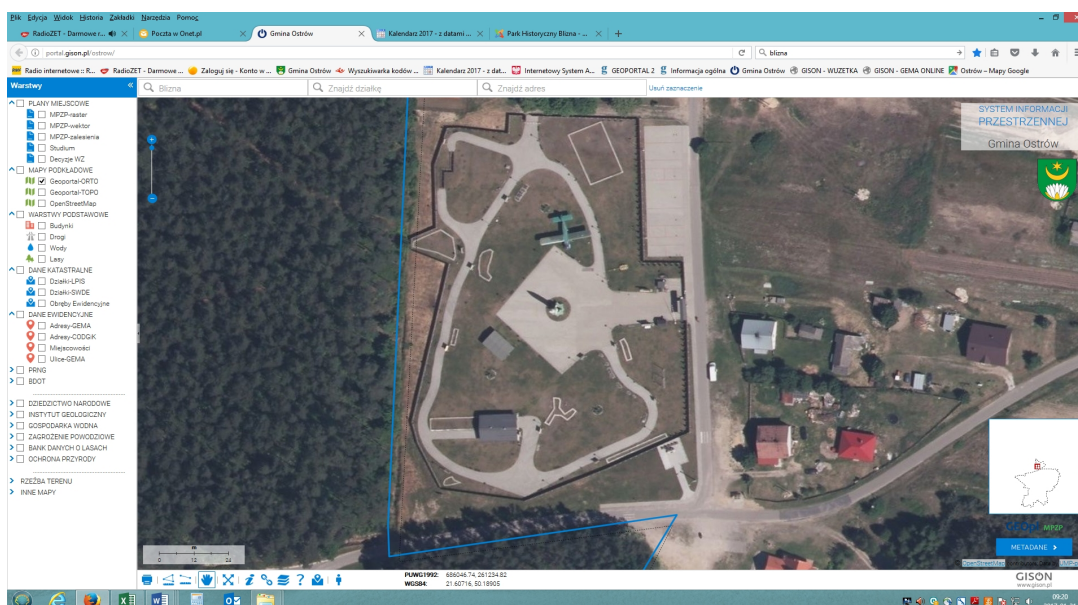 Plik Edycja Widok Historia Zakładki Narzędzia Pomoc
RadioZET - Darmowe r...
Poczta w Onet.pl
Gmina Ostrów
Kalendarz 2017 - z datami ...
Park Historyczny Blizna - ...
portal.gison.pl/ostrow/
blizna
Radio internetowe :: R...
RadioZET - Darmowe ...
Zaloguj się - Konto w ...
Gmina Ostrów
Wyszukiwarka kodów ...
Kalendarz 2017 - z dat...
Internetowy System A...
GEOPORTAL 2
Informacja ogólna
Gmina Ostrów
GISON - WUZETKA
GISON - GEMA ONLINE
Ostrów – Mapy Google
Warstwy
Blizna
Znajdź działkę
Znajdź adres
Usuń zaznaczenie
PLANY MIEJSCOWE
MPZP-raster
MPZP-wektor
MPZP-zalesienia
Studium
Decyzje WZ
MAPY PODKŁADOWE
Geoportal-ORTO
Geoportal-TOPO
OpenStreetMap
WARSTWY PODSTAWOWE
Budynki
Drogi
Wody
Lasy
DANE KATASTRALNE
Działki-LPIS
Działki-SWDE
Obręby Ewidencyjne
DANE EWIDENCYJNE
Adresy-GEMA
Adresy-CODGiK
Miejscowości
Ulice-GEMA
PRNG
BDOT
DZIEDZICTWO NARODOWE
INSTYTUT GEOLOGICZNY
GOSPODARKA WODNA
ZAGROŻENIE POWODZIOWE
BANK DANYCH O LASACH
OCHRONA PRZYRODY
RZEŹBA TERENU
INNE MAPY
SYSTEM INFORMACJI
PRZESTRZENNEJ
Gmina Ostrów
MPZP
METADANE
OpenStreetMap
m
0 12 24
PUWG1992: 686046.74, 261234.82
WGS84: 21.60716, 50.18905
GISON
www.gison.pl
09:20